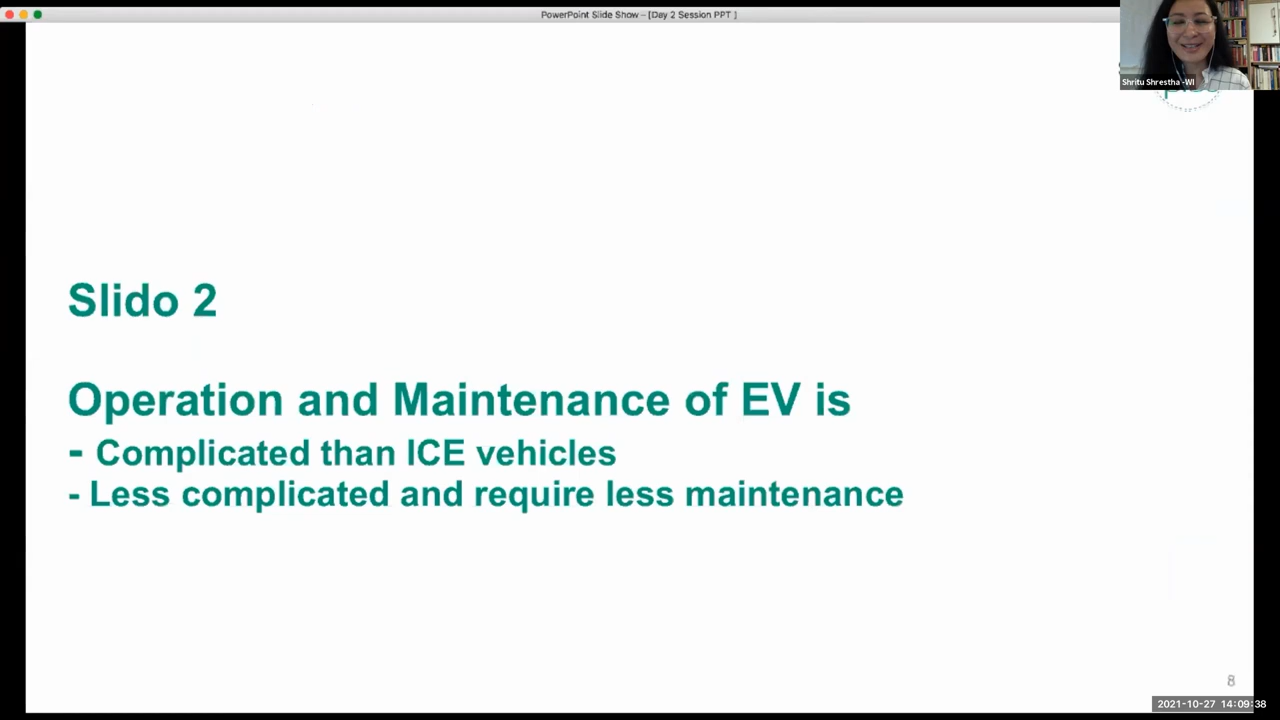 PowerPoint Slide Show – [Day 2 Session PPT ]
Shritu Shrestha -WI
Slido 2
Operation and Maintenance of EV is
- Complicated than ICE vehicles
- Less complicated and require less maintenance
8
2021-10-27 14:09:38